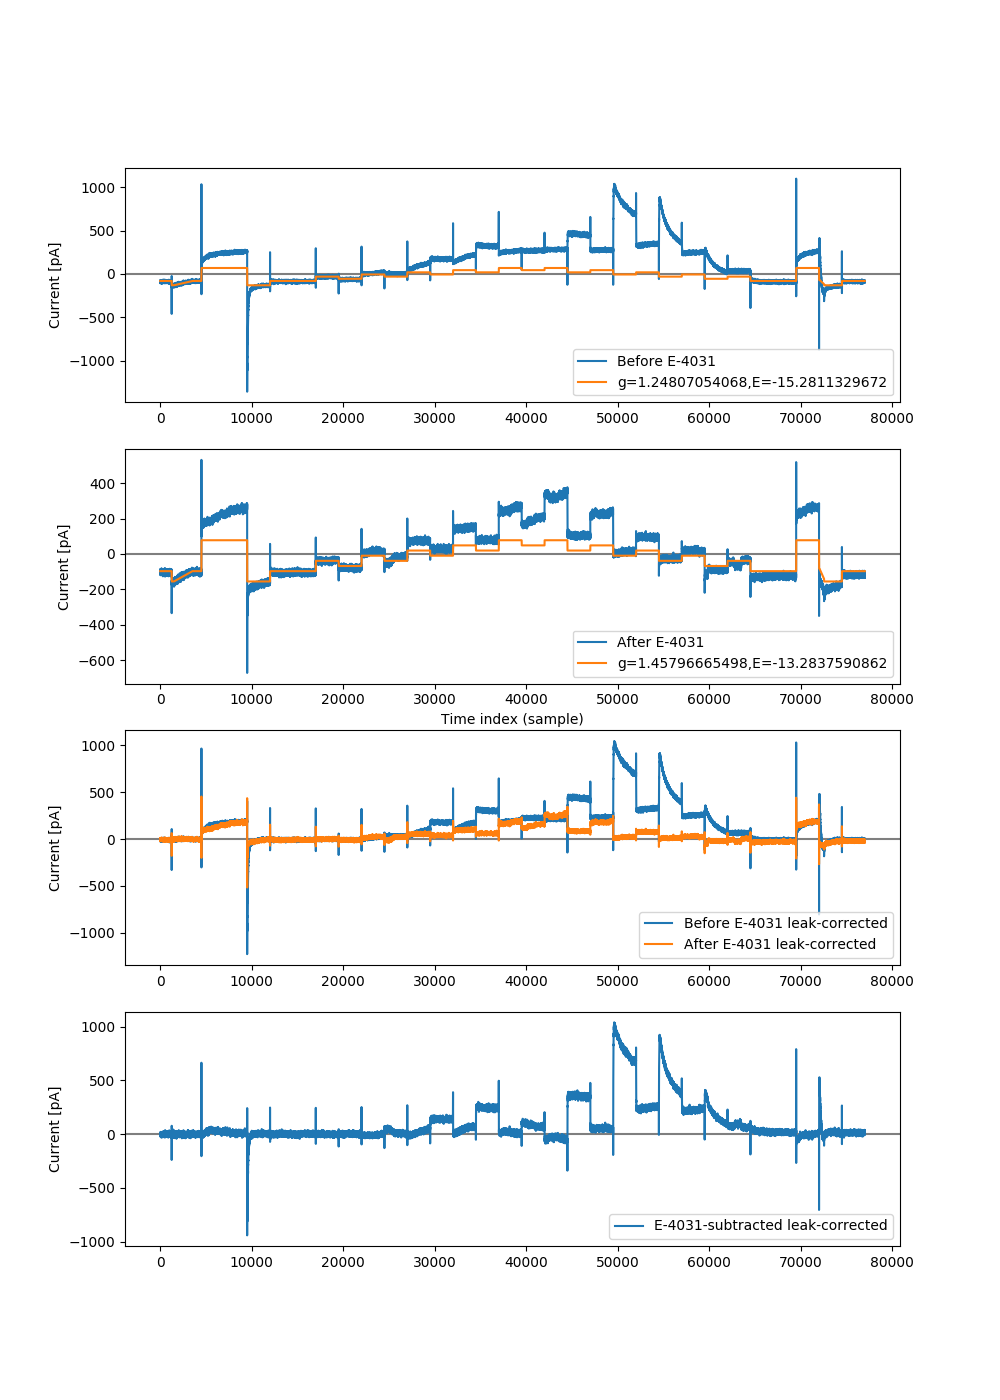 1000
500
0
−500
−1000
Current [pA]
Before E-4031
g=1.24807054068,E=-15.2811329672
0 10000 20000 30000 40000 50000 60000 70000 80000
400
200
0
−200
−400
−600
Current [pA]
After E-4031
g=1.45796665498,E=-13.2837590862
0 10000 20000 30000 40000 50000 60000 70000 80000
Time index (sample)
1000
500
0
−500
−1000
Current [pA]
Before E-4031 leak-corrected
After E-4031 leak-corrected
0 10000 20000 30000 40000 50000 60000 70000 80000
1000
500
0
−500
−1000
Current [pA]
E-4031-subtracted leak-corrected
0 10000 20000 30000 40000 50000 60000 70000 80000